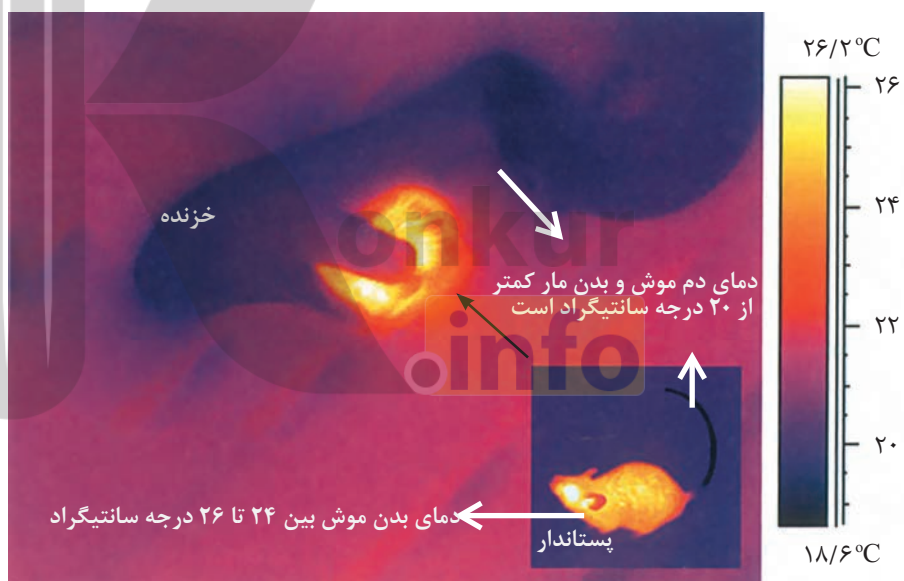 ۲۶/۲ °C
۲۶
۲۴
۲۲
۲۰
۱۸/۶ °C
خزنده
دمای دم موش و بدن مار کمتر
از ۲۰ درجه سانتیگراد است
دمای بدن موش بین ۲۴ تا ۲۶ درجه سانتیگراد
پستاندار
onkur
.info